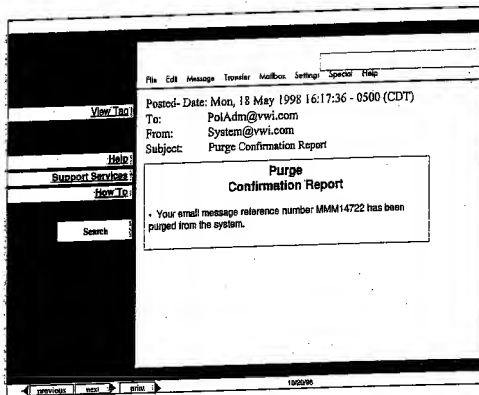 File Edit Message Transfer Mailbox Settings Special Help
View Tag
Posted- Date: Mon, 18 May 1998 16:17:36 - 0500 (CDT)
To: PolAdm@vwi.com
From: System@vwi.com
Subject: Purge Confirmation Report
Help
Support Services
How To
Search
Purge
Confirmation Report
• Your email message reference number MMM14722 has been
purged from the system.
previous next print
10/20/98